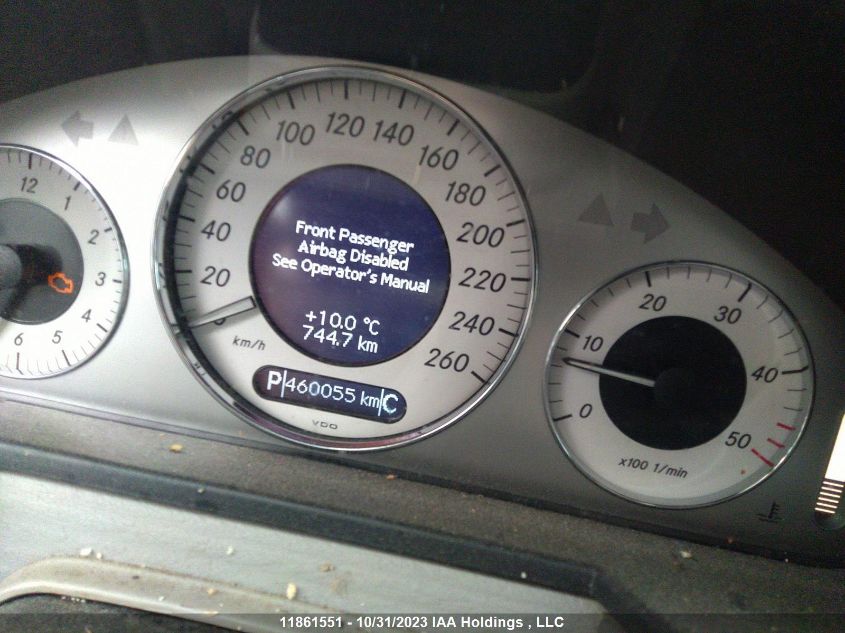 12
1
2
3
4
5
6
0
20
40
60
80
100
120
140
160
180
200
220
240
260
km/h
Front Passenger
Airbag Disabled
See Operator's Manual
+10.0 °C
744.7 km
P 460055 km C
VDO
0
10
20
30
40
50
x100 1/min
11861551 - 10/31/2023 IAA Holdings , LLC